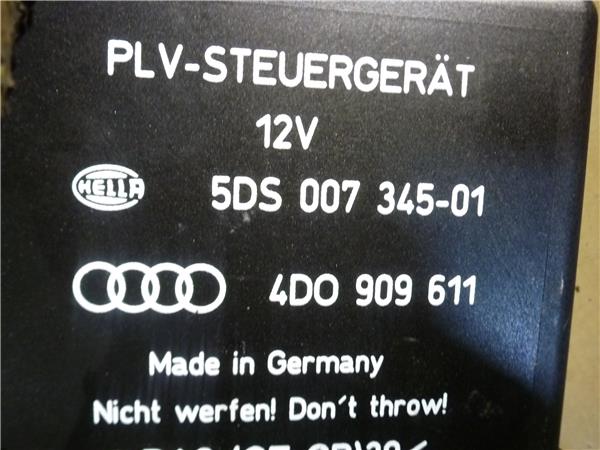 PLV-STEUERGERÄT
12V
HELLA 5DS 007 345-01
4D0 909 611
Made in Germany
Nicht werfen! Don't throw!